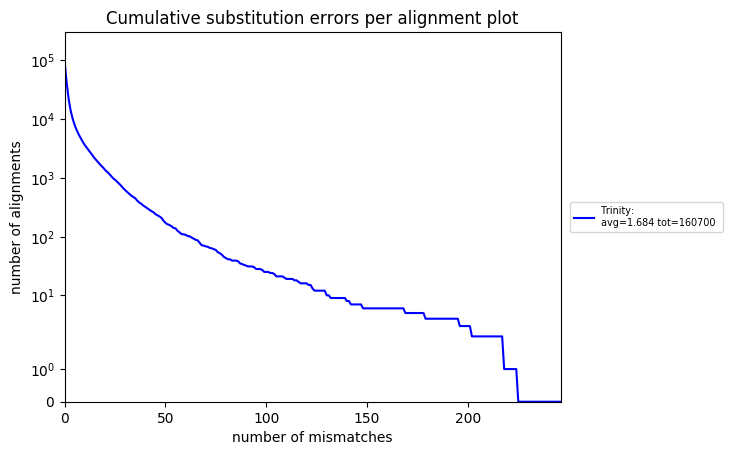 Cumulative substitution errors per alignment plot
number of alignments
10^5
10^4
10^3
10^2
10^1
10^0
0
0 50 100 150 200
number of mismatches
Trinity:
avg=1.684 tot=160700